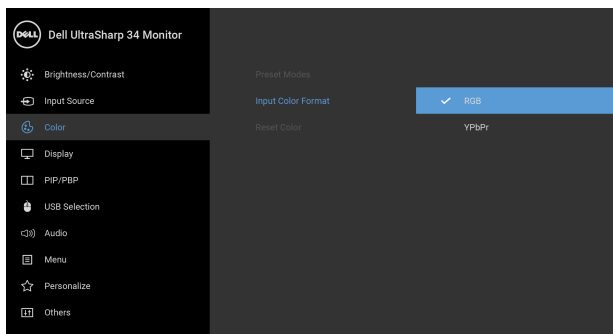 DELL Dell UltraSharp 34 Monitor
Brightness/Contrast
Preset Modes
Input Source
Input Color Format
RGB
Color
Reset Color
YPbPr
Display
PIP/PBP
USB Selection
Audio
Menu
Personalize
Others